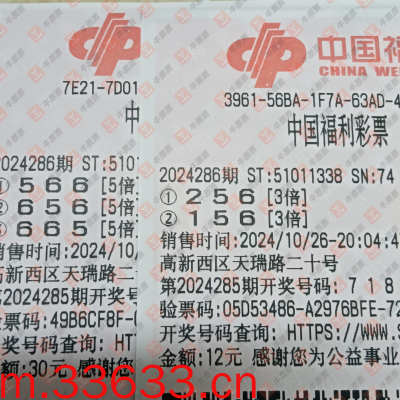 7E21-7D01
中
2024286期 ST:5101
① 5 6 6 [5倍]
② 6 5 6 [5倍]
③ 6 6 5 [5倍]
销售时间:2024/10/
高新西区天瑞路二十
第2024285期开奖号
验票码:49B6CF8F-
开奖号码查询: HTT
金额:30元 感谢您
中国福
CHINA WE
3961-56BA-1F7A-63AD-4
中国福利彩票
2024286期 ST:51011338 SN:74
① 2 5 6 [3倍]
② 1 5 6 [3倍]
销售时间:2024/10/26-20:04:4
高新西区天瑞路二十号
第2024285期开奖号码: 7 1 8
验票码:05D53486-A2976BFE-72
开奖号码查询: HTTPS://WWW.S
金额:12元 感谢您为公益事业
m.33633.cn